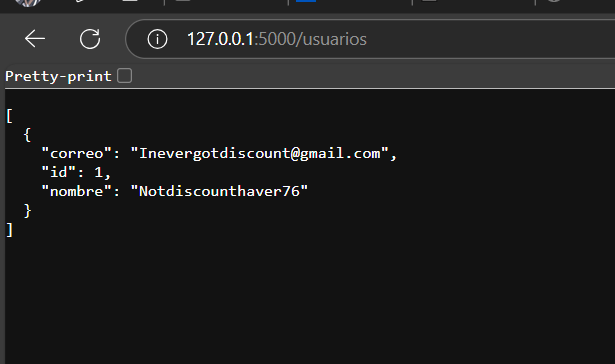 127.0.0.1:5000/usuarios
Pretty-print
[
  {
    "correo": "Inevergotdiscount@gmail.com",
    "id": 1,
    "nombre": "Notdiscounthaver76"
  }
]